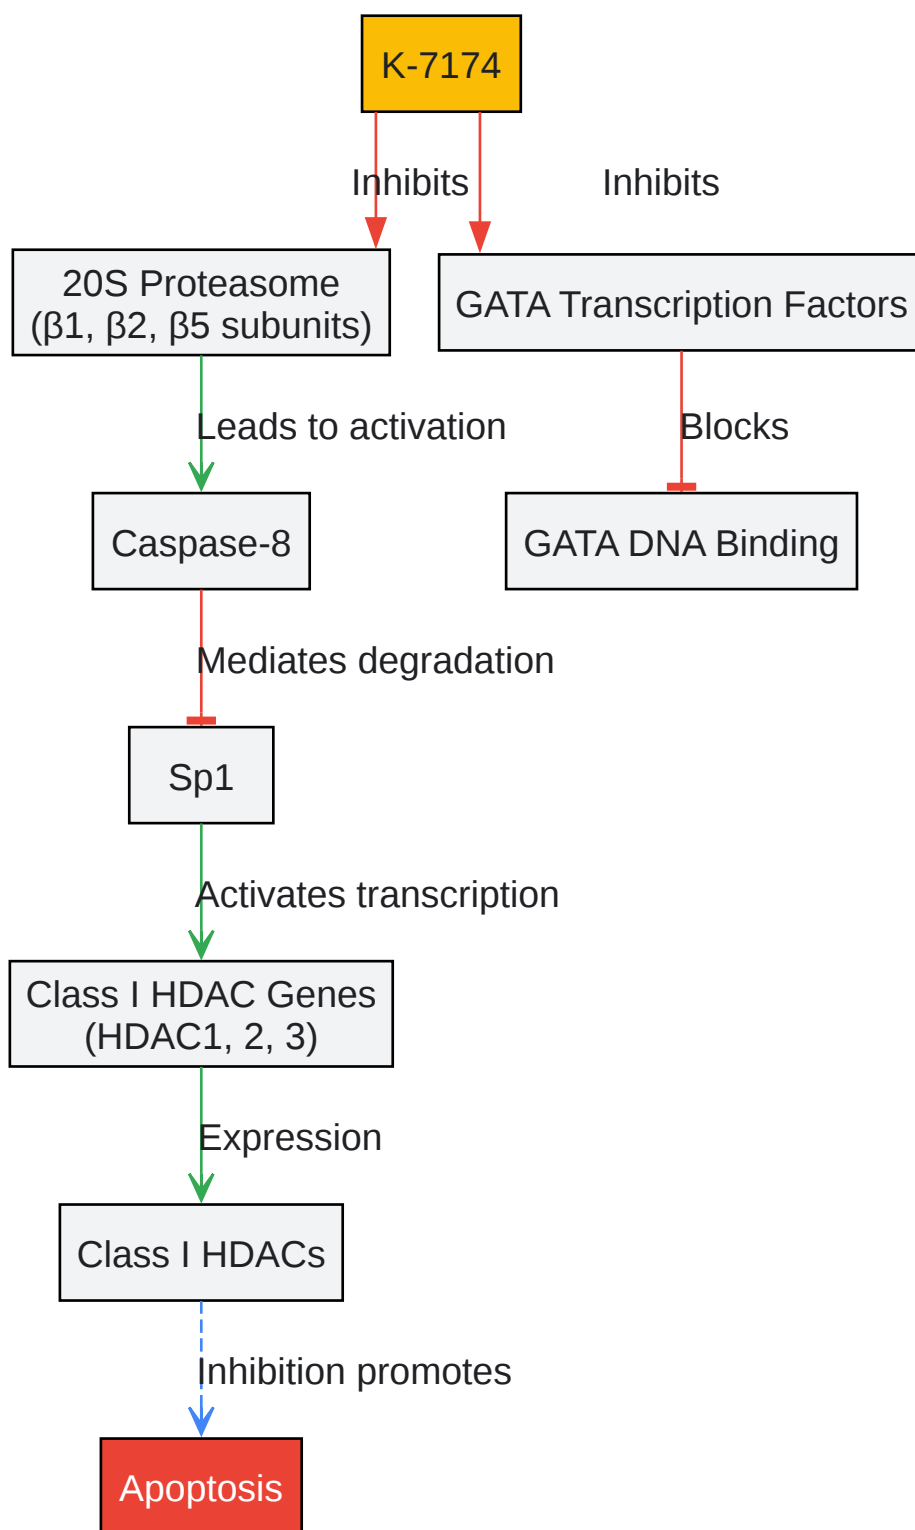 K-7174
Inhibits
Inhibits
20S Proteasome
(β1, β2, β5 subunits)
GATA Transcription Factors
Leads to activation
Blocks
Caspase-8
GATA DNA Binding
Mediates degradation
Sp1
Activates transcription
Class I HDAC Genes
(HDAC1, 2, 3)
Expression
Class I HDACs
Inhibition promotes
Apoptosis